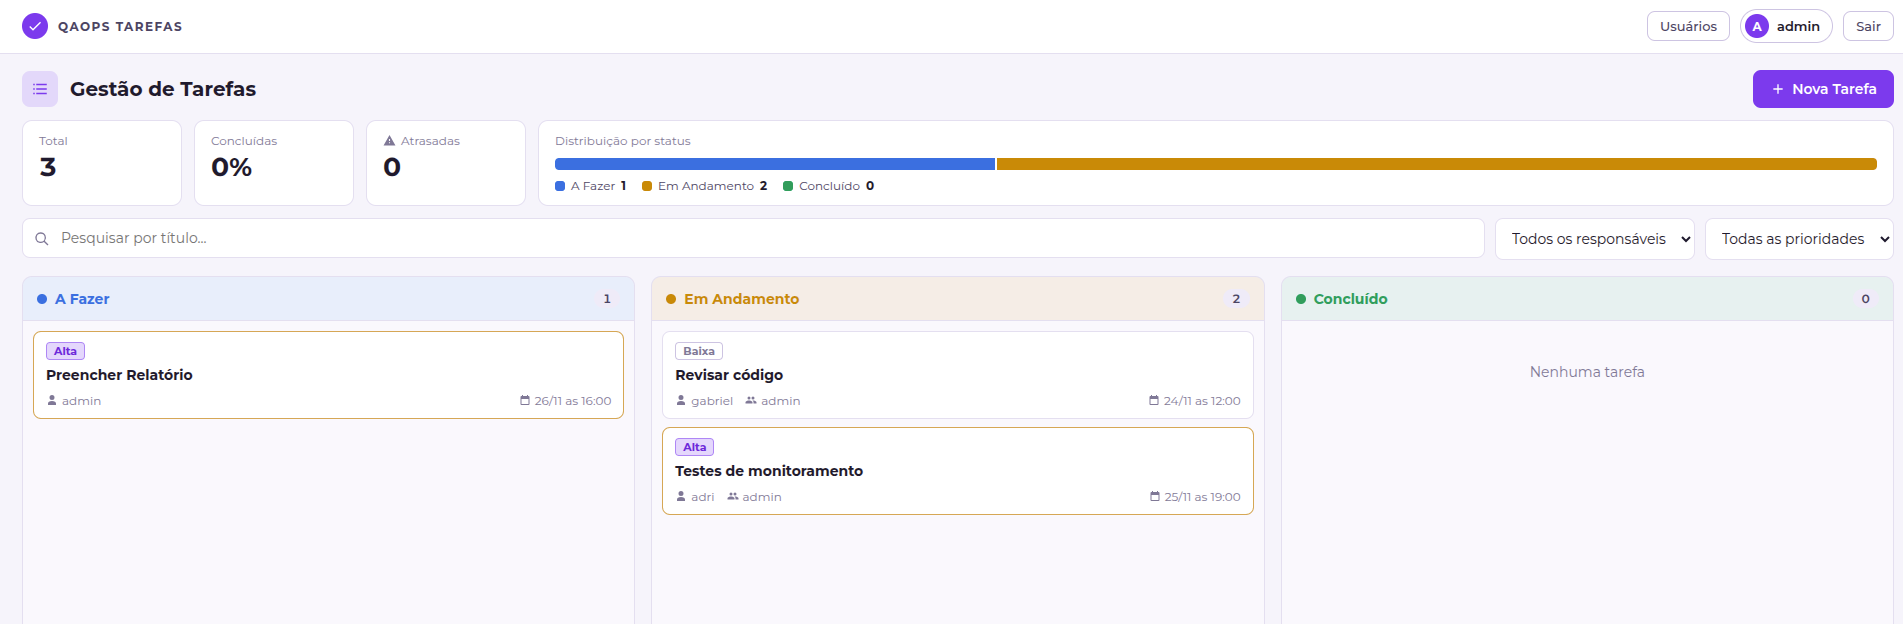 QAOPS TAREFAS
Usuários
A admin
Sair
Gestão de Tarefas
+ Nova Tarefa
Total
3
Concluídas
0%
Atrasadas
0
Distribuição por status
A Fazer 1 Em Andamento 2 Concluído 0
Pesquisar por título...
Todos os responsáveis
Todas as prioridades
A Fazer 1
Alta
Preencher Relatório
admin 26/11 as 16:00
Em Andamento 2
Baixa
Revisar código
gabriel admin 24/11 as 12:00
Alta
Testes de monitoramento
adri admin 25/11 as 19:00
Concluído 0
Nenhuma tarefa